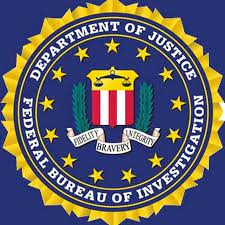 DEPARTMENT OF JUSTICE
FIDELITY
BRAVERY
INTEGRITY
FEDERAL BUREAU OF INVESTIGATION